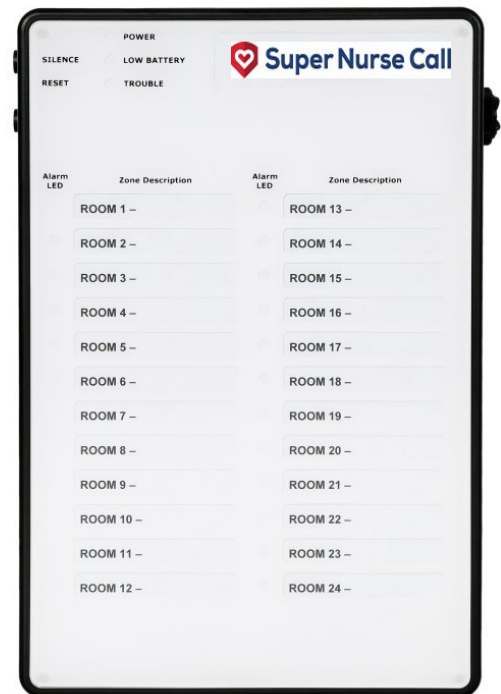 POWER
SILENCE
LOW BATTERY
RESET
TROUBLE
Super Nurse Call
Alarm LED
Zone Description
Alarm LED
Zone Description
ROOM 1 –
ROOM 2 –
ROOM 3 –
ROOM 4 –
ROOM 5 –
ROOM 6 –
ROOM 7 –
ROOM 8 –
ROOM 9 –
ROOM 10 –
ROOM 11 –
ROOM 12 –
ROOM 13 –
ROOM 14 –
ROOM 15 –
ROOM 16 –
ROOM 17 –
ROOM 18 –
ROOM 19 –
ROOM 20 –
ROOM 21 –
ROOM 22 –
ROOM 23 –
ROOM 24 –